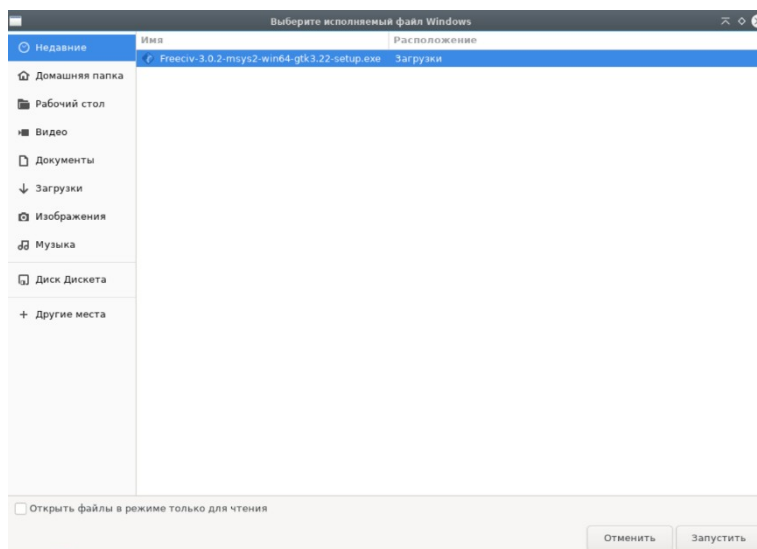 Выберите исполняемый файл Windows
Недавние
Домашняя папка
Рабочий стол
Видео
Документы
Загрузки
Изображения
Музыка
Диск Дискета
+ Другие места
Имя Расположение
Freeciv-3.0.2-msys2-win64-gtk3.22-setup.exe Загрузки
Открыть файлы в режиме только для чтения
Отменить Запустить